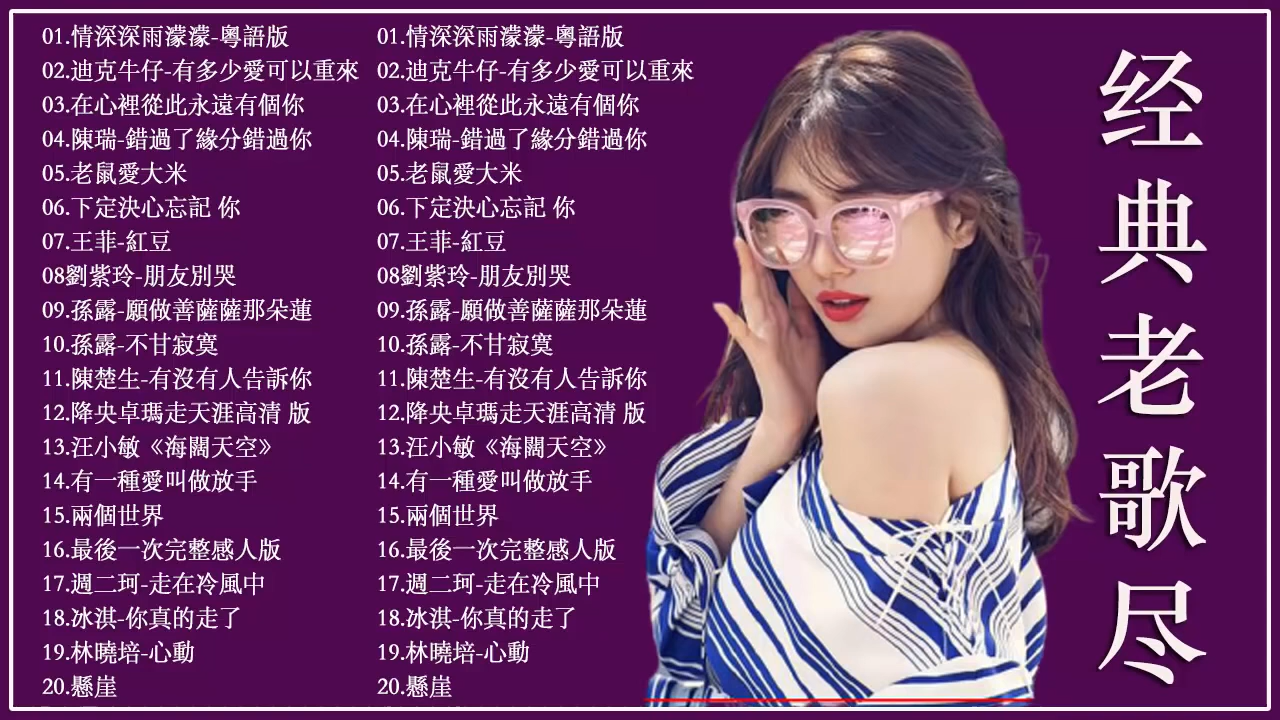 01.情深深雨濛濛-粵語版
02.迪克牛仔-有多少愛可以重來
03.在心裡從此永遠有個你
04.陳瑞-錯過了緣分錯過你
05.老鼠愛大米
06.下定決心忘記 你
07.王菲-紅豆
08劉紫玲-朋友別哭
09.孫露-願做善薩薩那朵蓮
10.孫露-不甘寂寞
11.陳楚生-有沒有人告訴你
12.降央卓瑪走天涯高清 版
13.汪小敏《海闊天空》
14.有一種愛叫做放手
15.兩個世界
16.最後一次完整感人版
17.週二珂-走在冷風中
18.冰淇-你真的走了
19.林曉培-心動
20.懸崖
01.情深深雨濛濛-粵語版
02.迪克牛仔-有多少愛可以重來
03.在心裡從此永遠有個你
04.陳瑞-錯過了緣分錯過你
05.老鼠愛大米
06.下定決心忘記 你
07.王菲-紅豆
08劉紫玲-朋友別哭
09.孫露-願做善薩薩那朵蓮
10.孫露-不甘寂寞
11.陳楚生-有沒有人告訴你
12.降央卓瑪走天涯高清 版
13.汪小敏《海闊天空》
14.有一種愛叫做放手
15.兩個世界
16.最後一次完整感人版
17.週二珂-走在冷風中
18.冰淇-你真的走了
19.林曉培-心動
20.懸崖
经典老歌尽